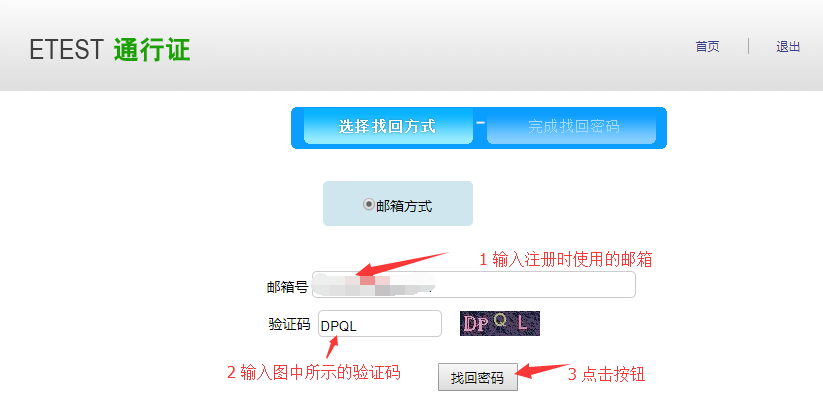 ETEST 通行证
首页 | 退出
选择找回方式 - 完成找回密码
邮箱方式
1 输入注册时使用的邮箱
邮箱号
验证码 DPQL DPQL
2 输入图中所示的验证码
找回密码 3 点击按钮